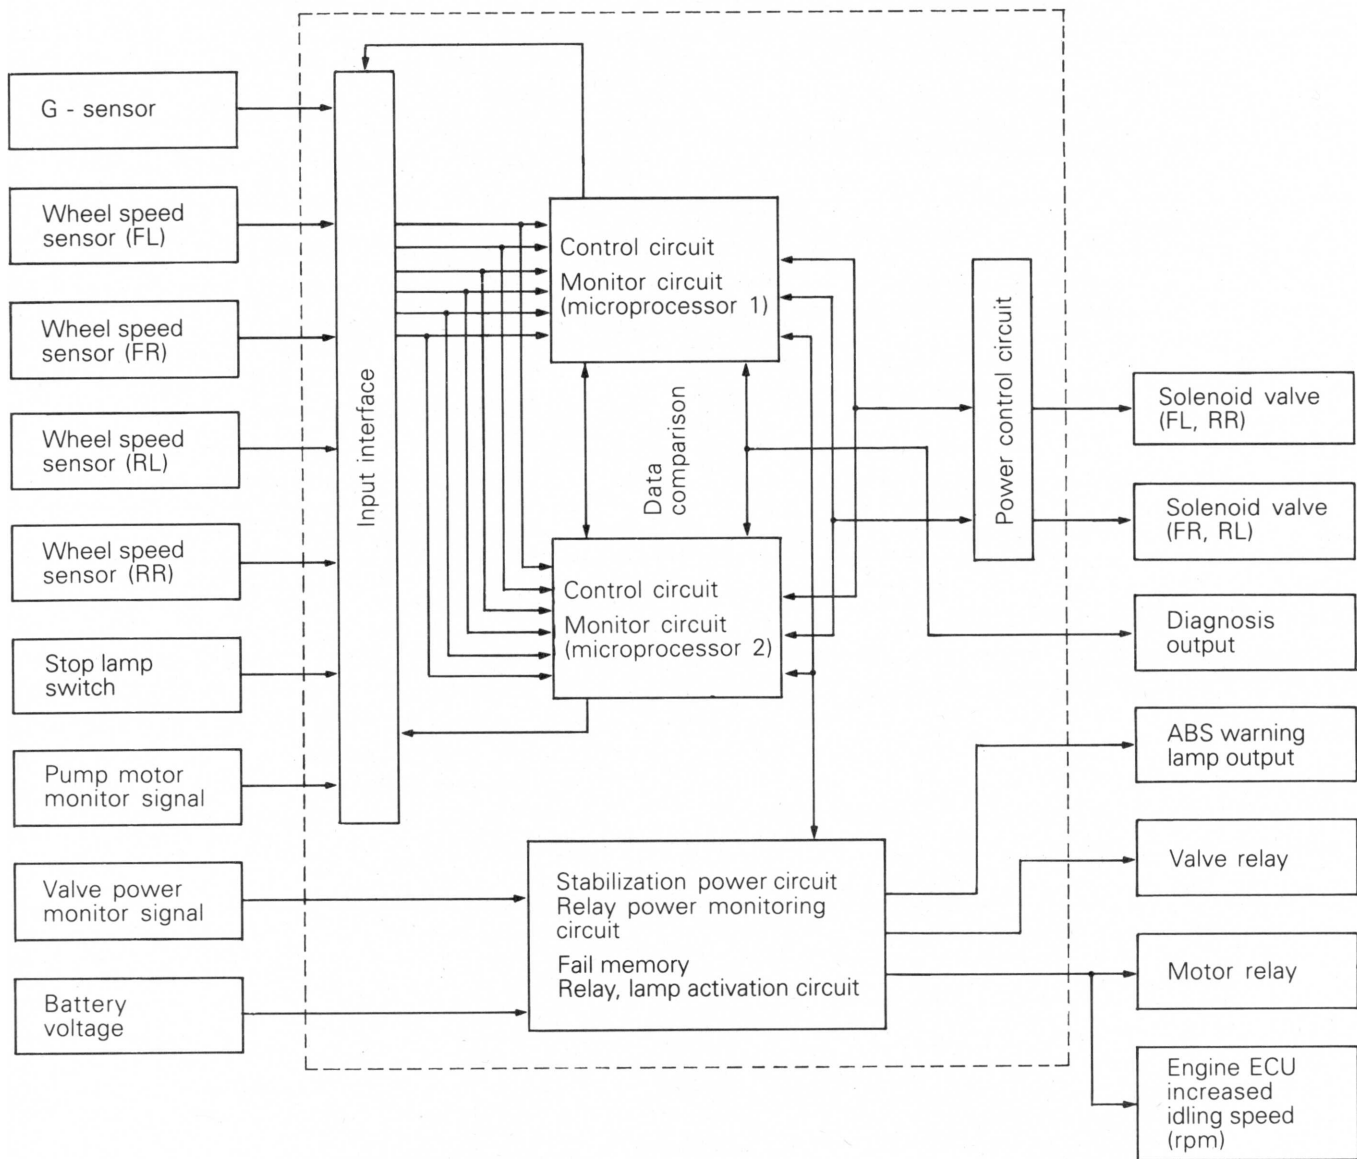 G - sensor
Wheel speed
sensor (FL)
Wheel speed
sensor (FR)
Wheel speed
sensor (RL)
Wheel speed
sensor (RR)
Stop lamp
switch
Pump motor
monitor signal
Valve power
monitor signal
Battery
voltage
Input interface
Control circuit
Monitor circuit
(microprocessor 1)
Data
comparison
Control circuit
Monitor circuit
(microprocessor 2)
Stabilization power circuit
Relay power monitoring
circuit
Fail memory
Relay, lamp activation circuit
Power control circuit
Solenoid valve
(FL, RR)
Solenoid valve
(FR, RL)
Diagnosis
output
ABS warning
lamp output
Valve relay
Motor relay
Engine ECU
increased
idling speed
(rpm)